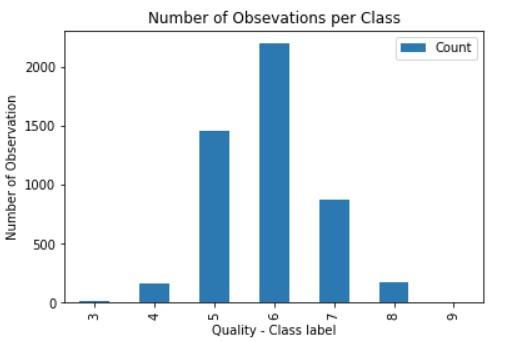 Number of Obsevations per Class
Count
Number of Observation
2000
1500
1000
500
0
3 4 5 6 7 8 9
Quality - Class label